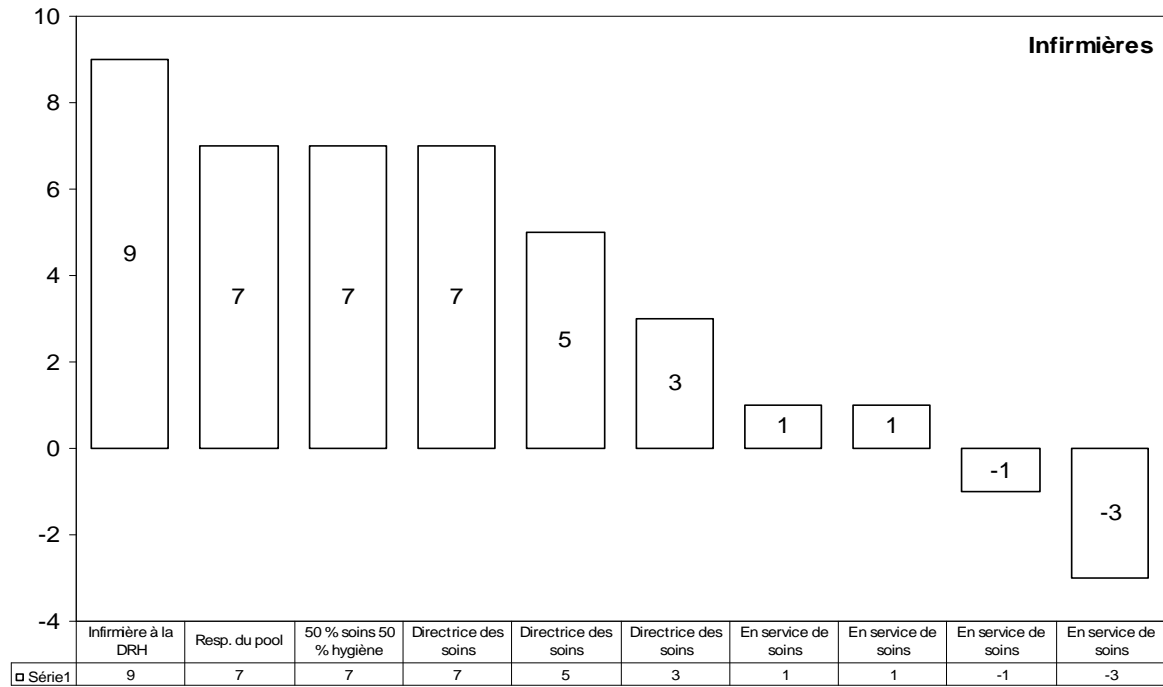 10
Infirmières
8
6
4
2
0
-2
-4
9
7
7
7
5
3
1
1
-1
-3
Infirmière à la DRH
Resp. du pool
50 % soins 50 % hygiène
Directrice des soins
Directrice des soins
Directrice des soins
En service de soins
En service de soins
En service de soins
En service de soins
Série1 9 7 7 7 5 3 1 1 -1 -3